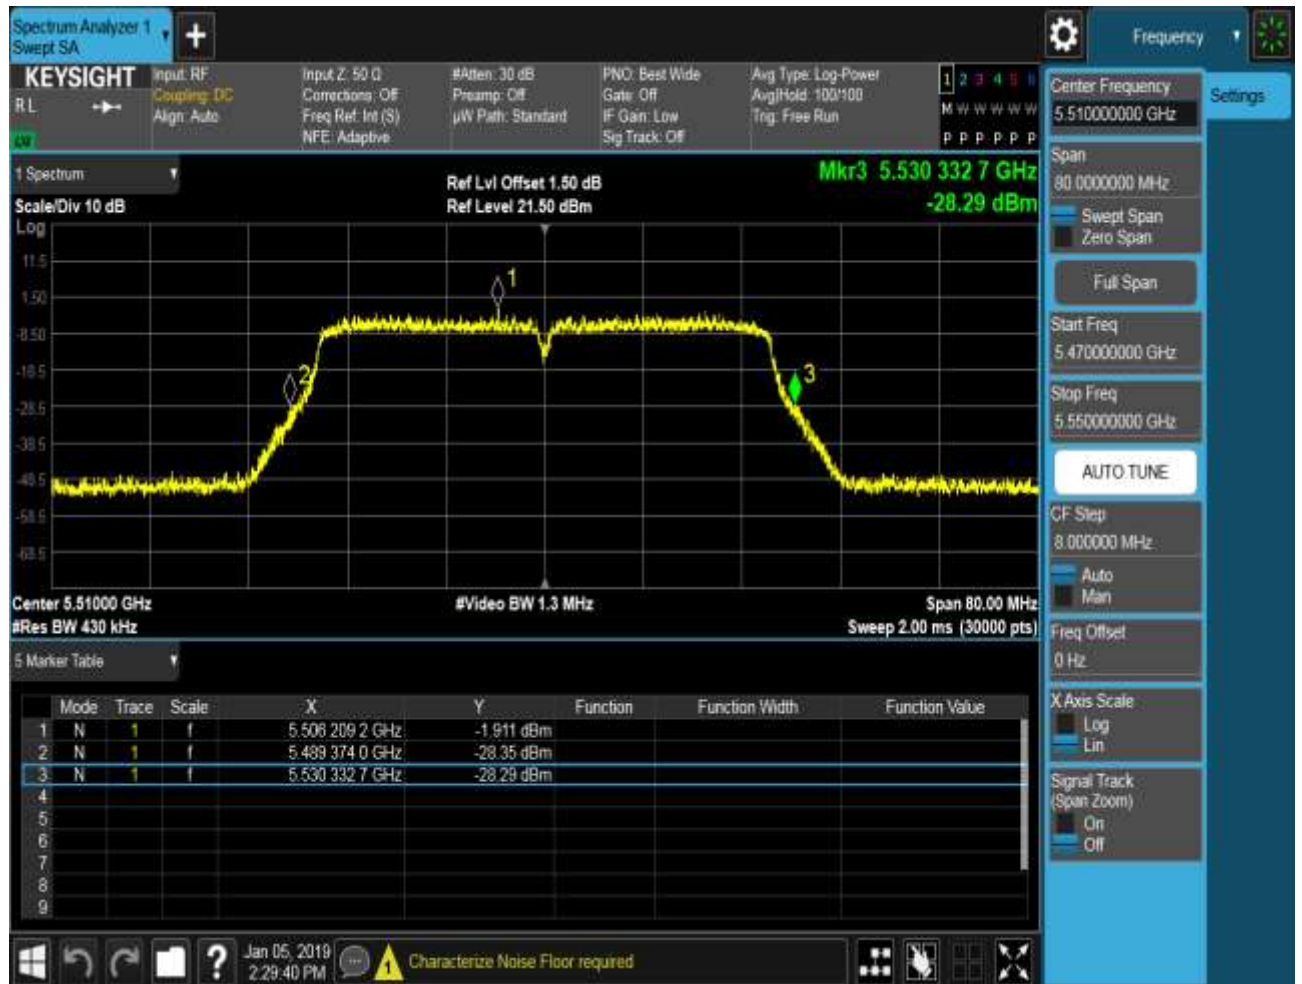 Spectrum Analyzer 1
Swept SA
Frequency
KEYSIGHT
Input: RF
Coupling: DC
Align: Auto
Input Z: 50 Ω
Corrections: Off
Freq Ref: Int (S)
NFE: Adaptive
#Atten: 30 dB
Preamp: Off
µW Path: Standard
PNO: Best Wide
Gate: Off
IF Gain: Low
Sig Track: Off
Avg Type: Log-Power
Avg|Hold: 100/100
Trig: Free Run
1 2 3 4 5 6
M W W W W W
P P P P P P
R L
1 Spectrum
Scale/Div 10 dB
Ref Lvl Offset 1.50 dB
Ref Level 21.50 dBm
Mkr3 5.530 332 7 GHz
-28.29 dBm
Log
11.5
1.50
-8.50
-18.5
-28.5
-38.5
-48.5
-58.5
-68.5
1
2
3
Center 5.51000 GHz
#Res BW 430 kHz
#Video BW 1.3 MHz
Span 80.00 MHz
Sweep 2.00 ms (30000 pts)
5 Marker Table
Mode Trace Scale X Y Function Function Width Function Value
1 N 1 f 5.506 209 2 GHz -1.911 dBm
2 N 1 f 5.489 374 0 GHz -28.35 dBm
3 N 1 f 5.530 332 7 GHz -28.29 dBm
4
5
6
7
8
9
Jan 05, 2019
2:29:40 PM
Characterize Noise Floor required
Center Frequency
5.510000000 GHz
Settings
Span
80.0000000 MHz
Swept Span
Zero Span
Full Span
Start Freq
5.470000000 GHz
Stop Freq
5.550000000 GHz
AUTO TUNE
CF Step
8.000000 MHz
Auto
Man
Freq Offset
0 Hz
X Axis Scale
Log
Lin
Signal Track
(Span Zoom)
On
Off